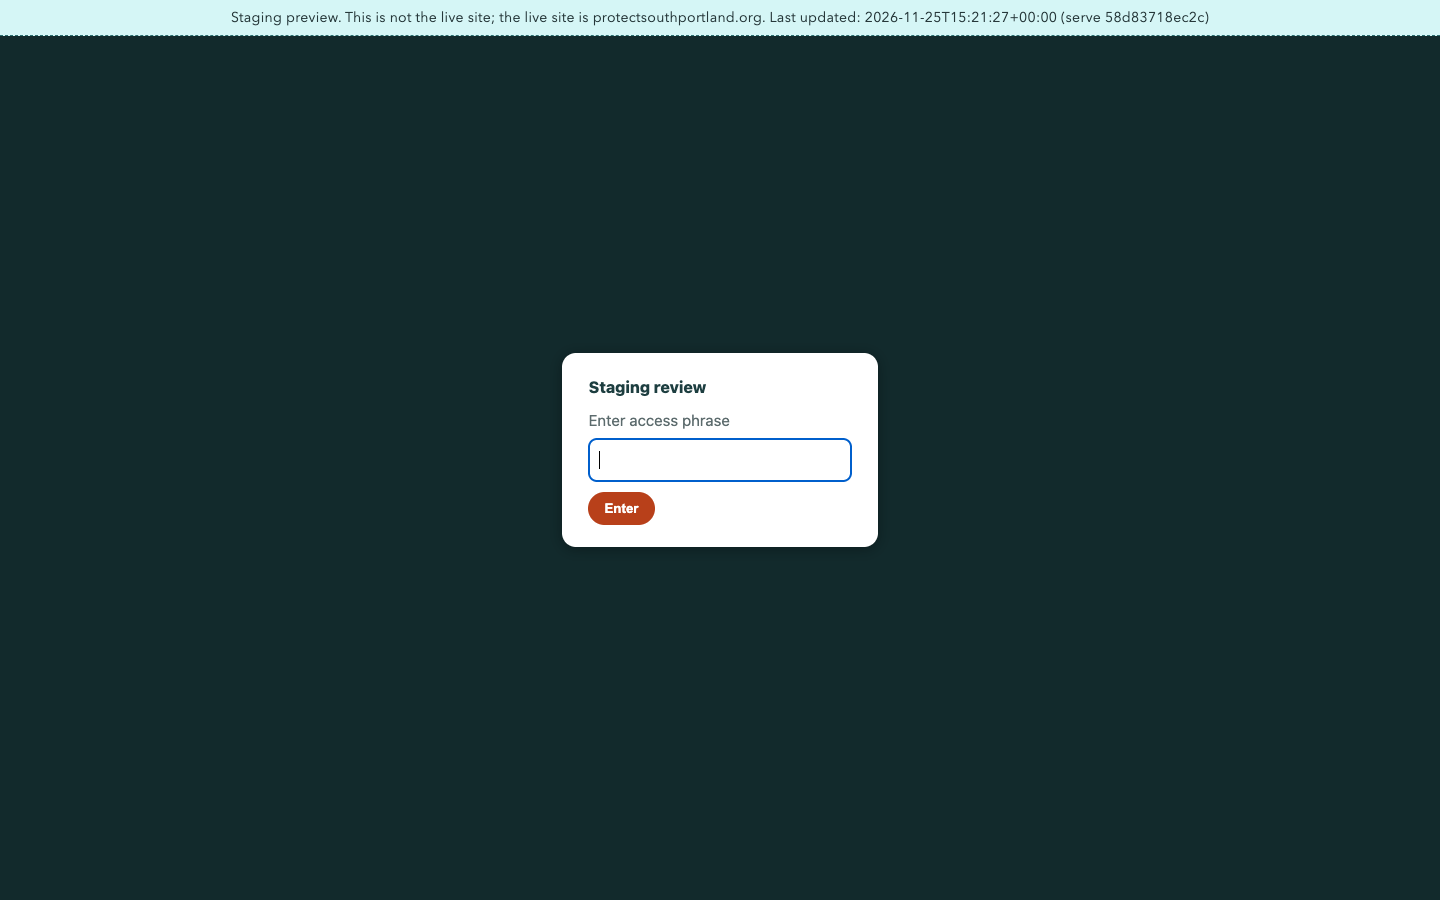 Staging preview. This is not the live site; the live site is protectsouthportland.org. Last updated: 2026-11-25T15:21:27+00:00 (serve 58d83718ec2c)
Staging review
Enter access phrase
Enter